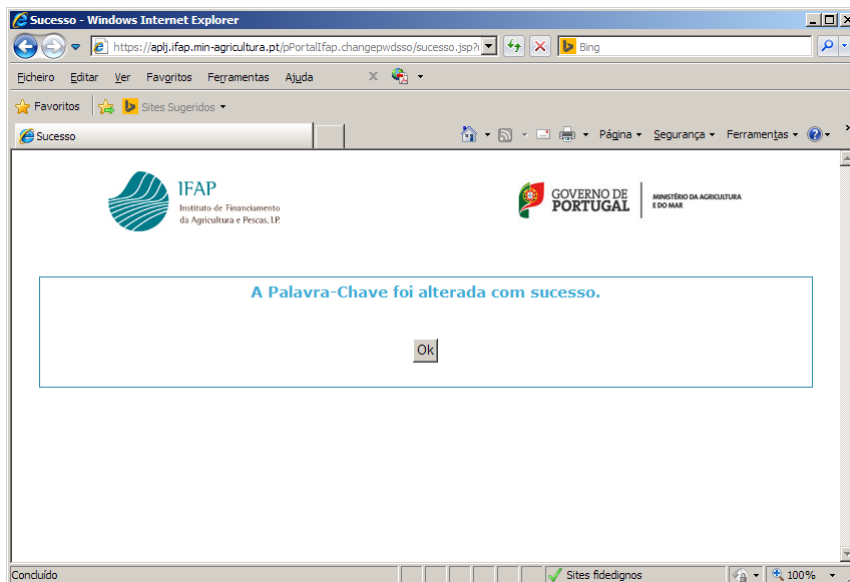 Sucesso - Windows Internet Explorer
https://aplj.ifap.min-agricultura.pt/pPortalIfap.changepwdsso/sucesso.jsp?
Bing
Ficheiro Editar Ver Favoritos Ferramentas Ajuda
Favoritos Sites Sugeridos
Sucesso
Página Segurança Ferramentas
IFAP
Instituto de Financiamento
da Agricultura e Pescas, I.P.
GOVERNO DE
PORTUGAL
MINISTÉRIO DA AGRICULTURA
E DO MAR
A Palavra-Chave foi alterada com sucesso.
Ok
Concluído Sites fidedignos 100%